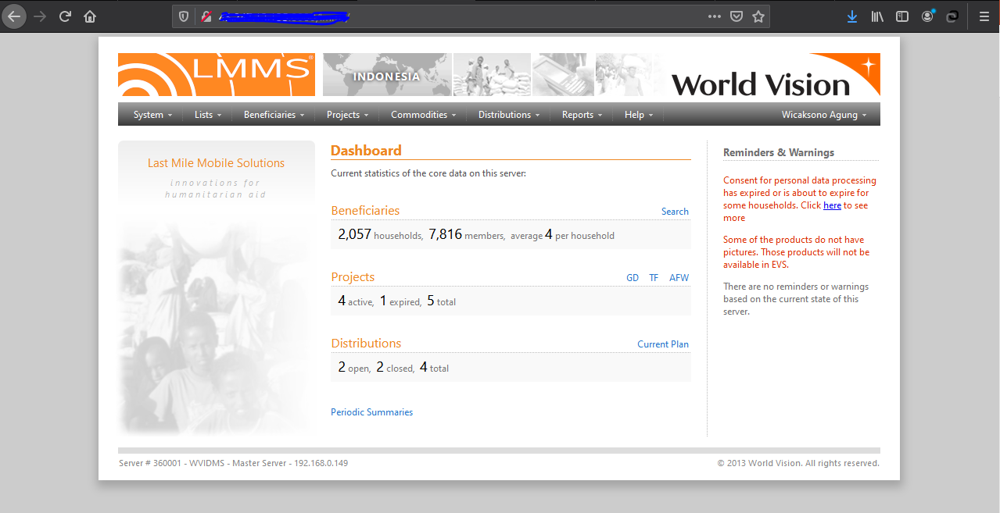 LMMS®
INDONESIA
World Vision
System Lists Beneficiaries Projects Commodities Distributions Reports Help Wicaksono Agung
Last Mile Mobile Solutions
innovations for
humanitarian aid
Dashboard
Current statistics of the core data on this server:
Beneficiaries Search
2,057 households, 7,816 members, average 4 per household
Projects GD TF AFW
4 active, 1 expired, 5 total
Distributions Current Plan
2 open, 2 closed, 4 total
Periodic Summaries
Reminders & Warnings
Consent for personal data processing
has expired or is about to expire for
some households. Click here to see
more
Some of the products do not have
pictures. Those products will not be
available in EVS.
There are no reminders or warnings
based on the current state of this
server.
Server # 360001 - WVIDMS - Master Server - 192.168.0.149
© 2013 World Vision. All rights reserved.